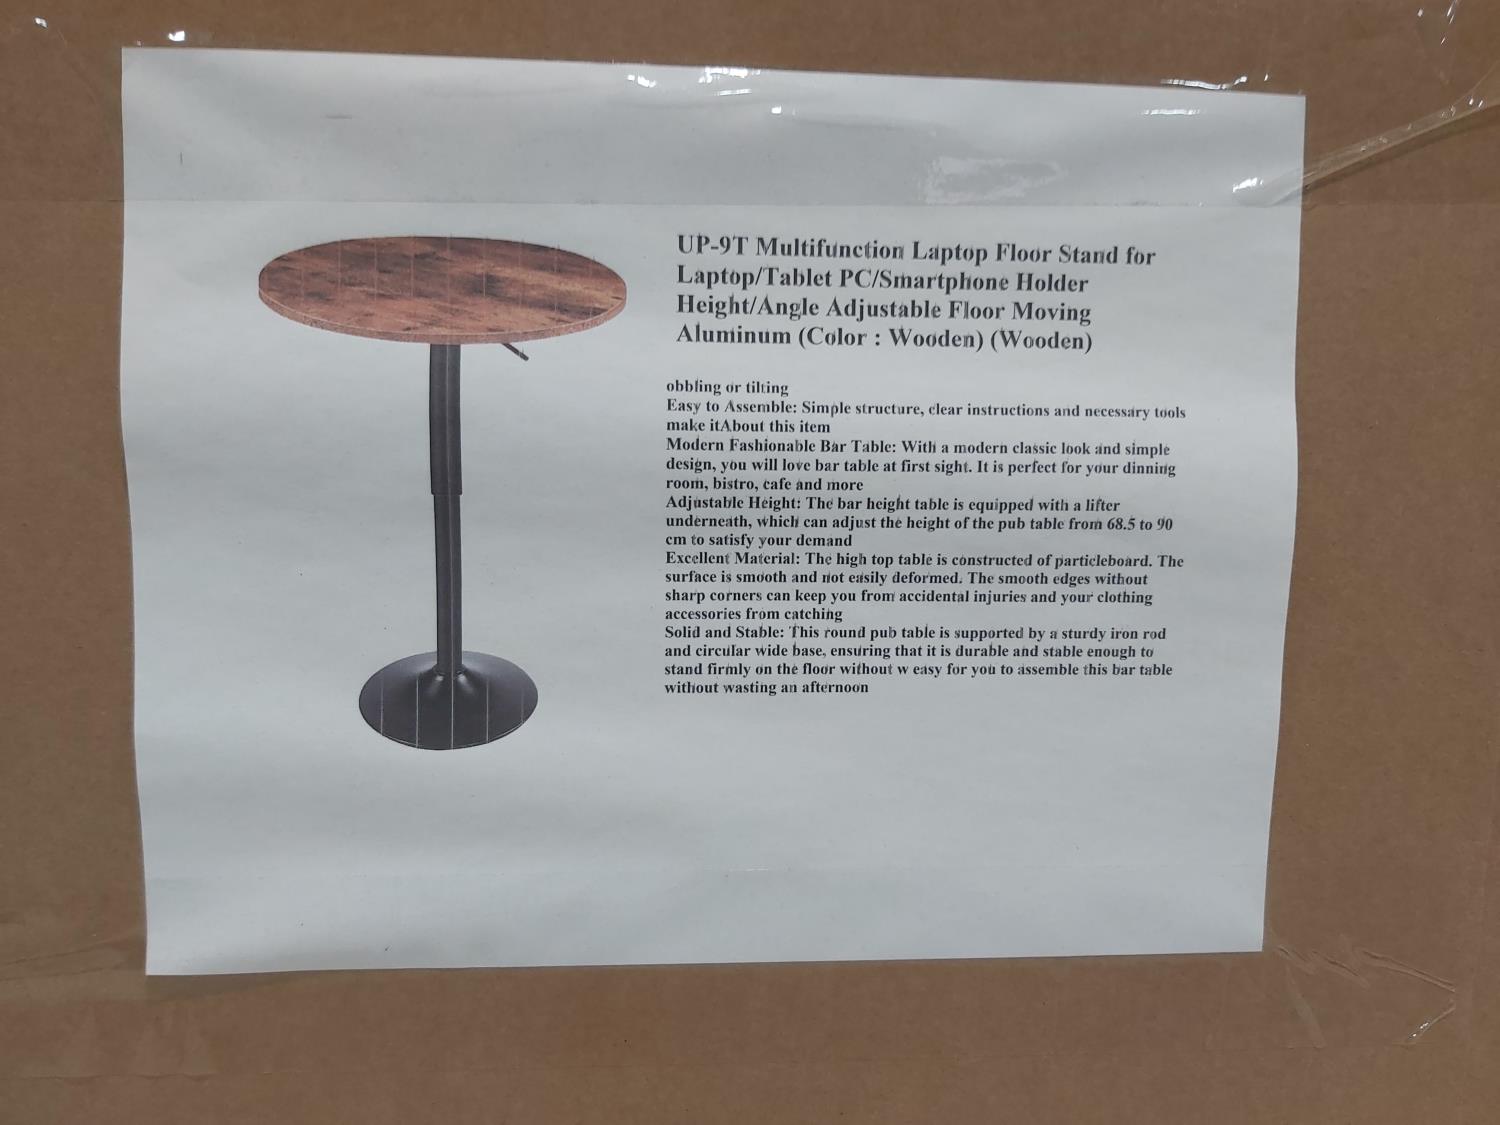 UP-9T Multifunction Laptop Floor Stand for
Laptop/Tablet PC/Smartphone Holder
Height/Angle Adjustable Floor Moving
Aluminum (Color : Wooden) (Wooden)
obbling or tilting
Easy to Assemble: Simple structure, clear instructions and necessary tools
make itAbout this item
Modern Fashionable Bar Table: With a modern classic look and simple
design, you will love bar table at first sight. It is perfect for your dinning
room, bistro, cafe and more
Adjustable Height: The bar height table is equipped with a lifter
underneath, which can adjust the height of the pub table from 68.5 to 90
cm to satisfy your demand
Excellent Material: The high top table is constructed of particleboard. The
surface is smooth and not easily deformed. The smooth edges without
sharp corners can keep you from accidental injuries and your clothing
accessories from catching
Solid and Stable: This round pub table is supported by a sturdy iron rod
and circular wide base, ensuring that it is durable and stable enough to
stand firmly on the floor without w easy for you to assemble this bar table
without wasting an afternoon